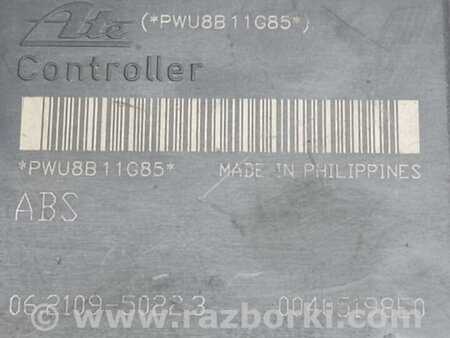 Ate (*PWU8B11G85*)
Controller
*PWU8B11G85* MADE IN PHILIPPINES
ABS
06.2109-5022.3 00405198E0
www.razborki.com